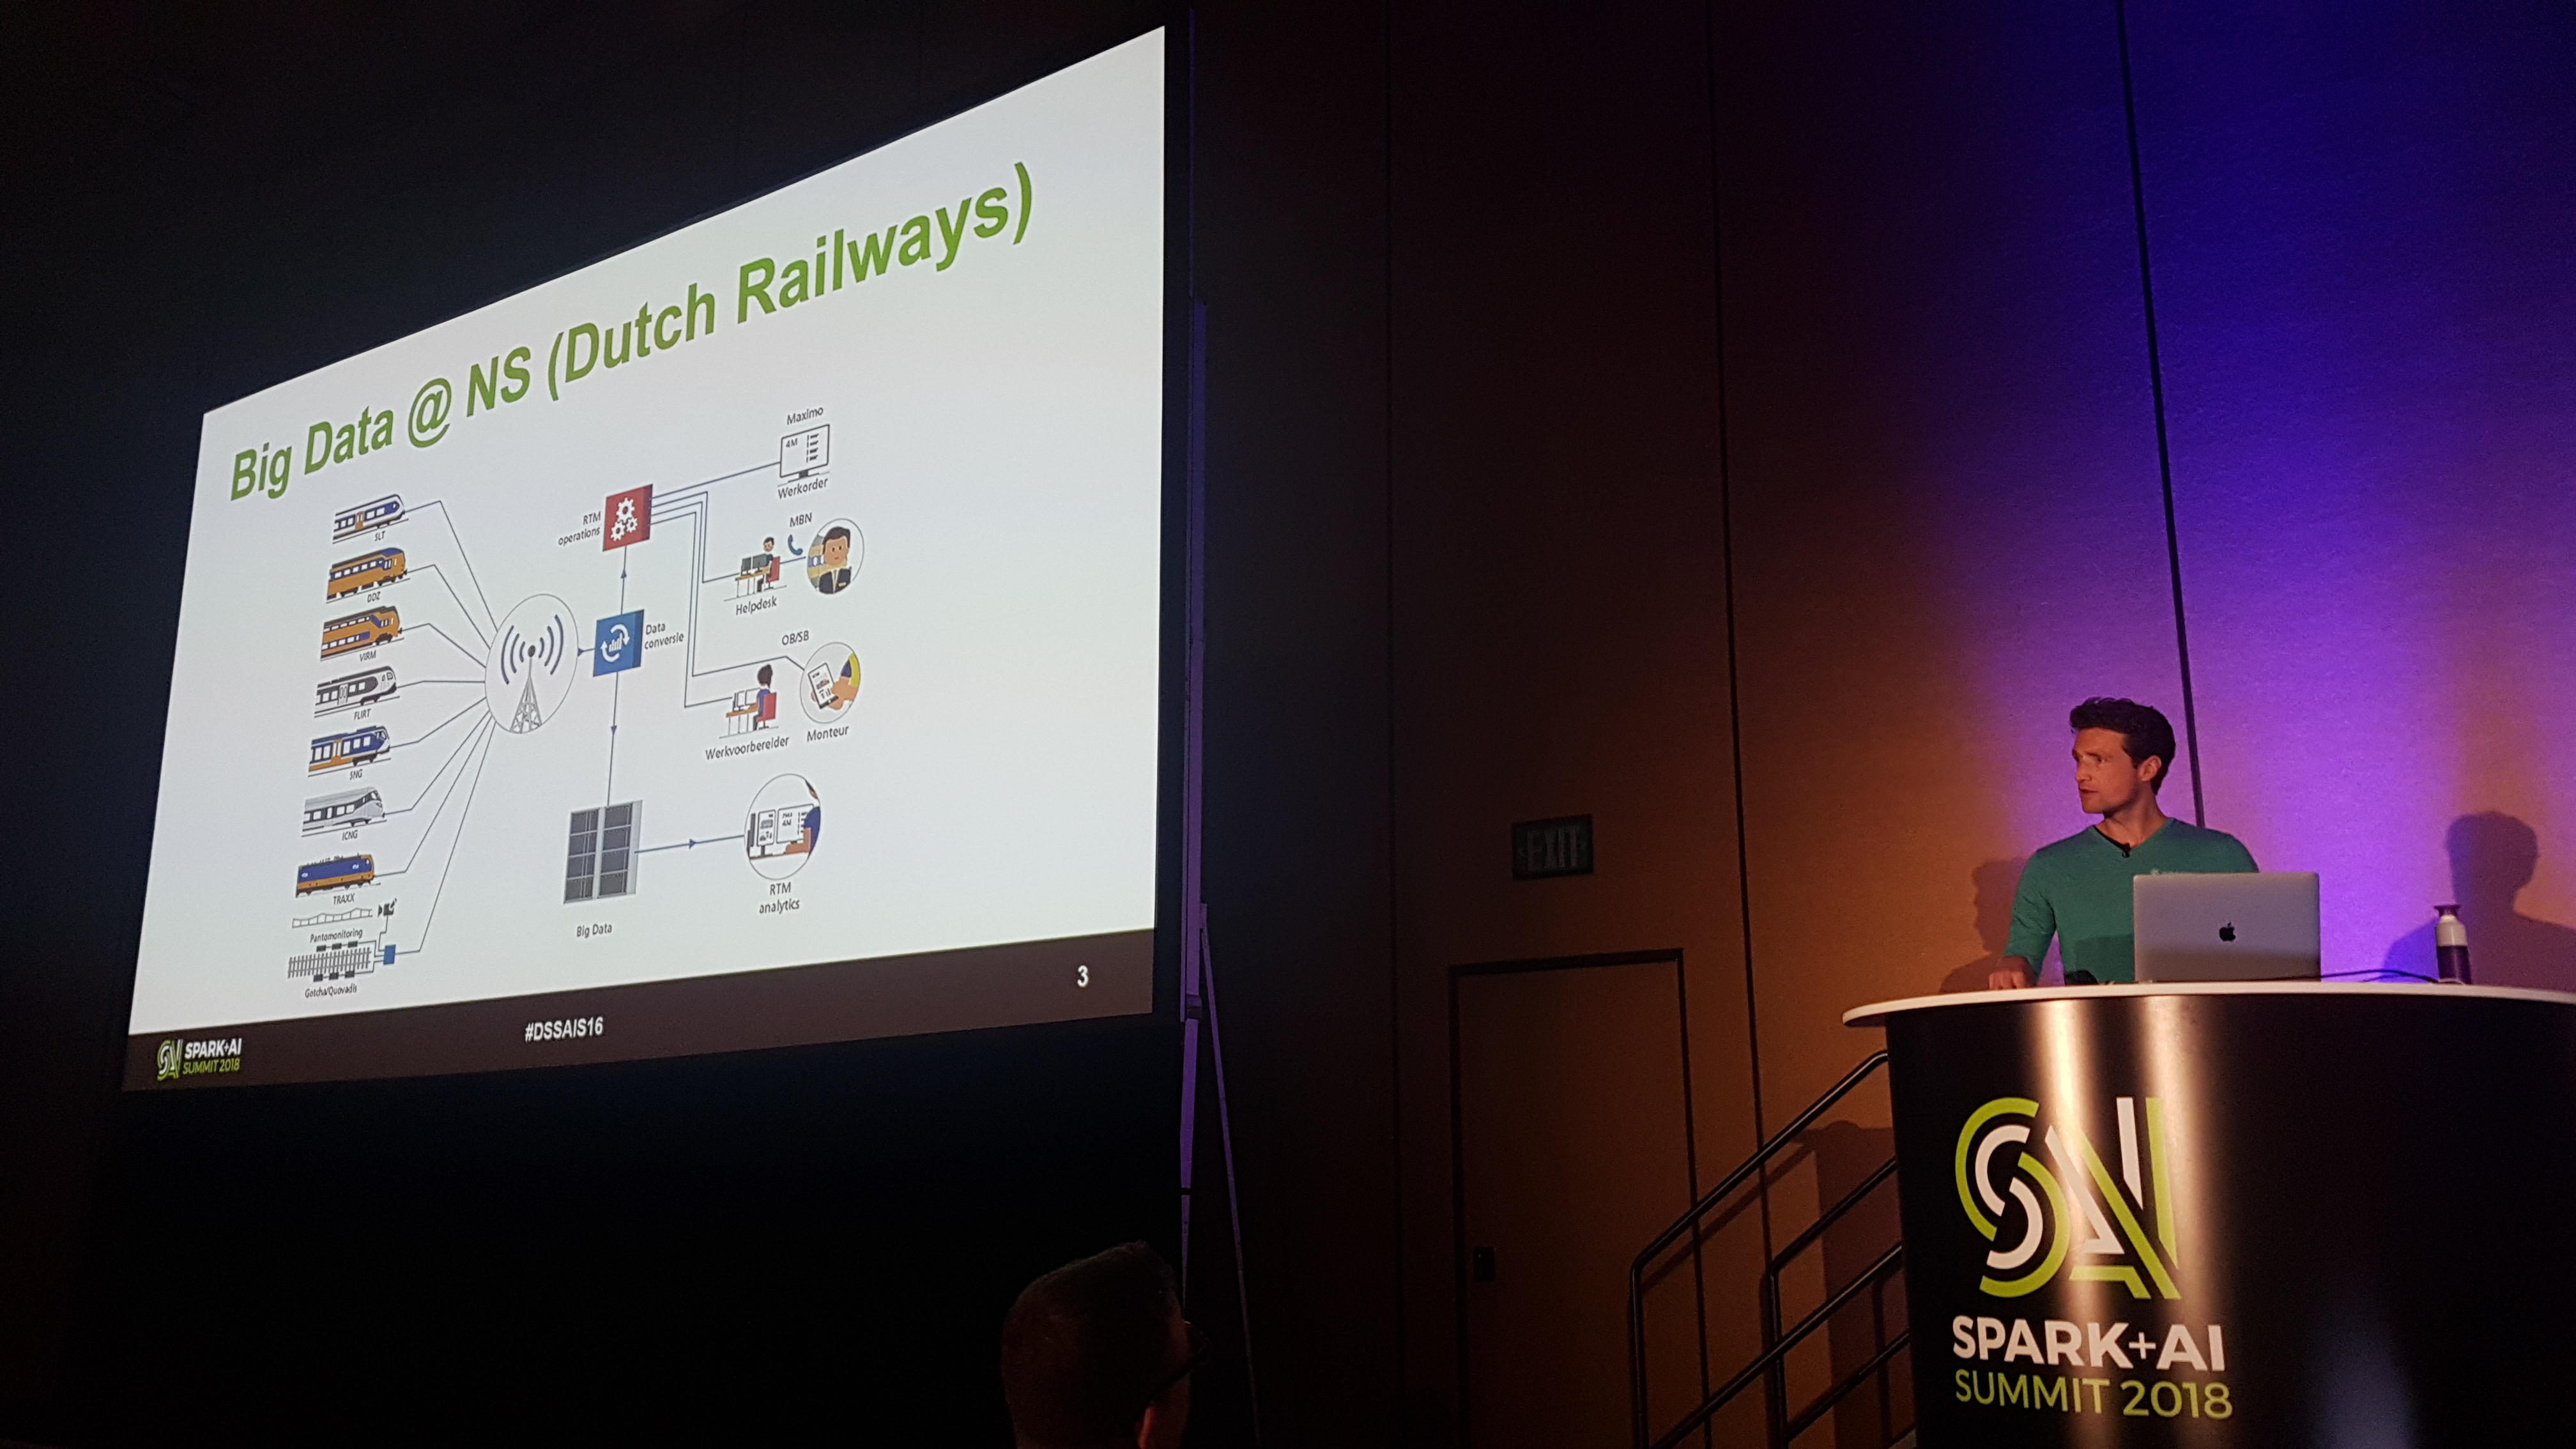 Big Data @ NS (Dutch Railways)
SLT
DDZ
VIRM
FLIRT
SNG
ICNG
TRAXX
Pantomonitoring
Gotcha/Quovadis
RTM
operations
Data
conversie
Big Data
Maximo
4M
Werkorder
MBN
Helpdesk
OB/SB
Werkvoorbereider
Monteur
RTM
analytics
3
#DSSAIS16
SPARK+AI
SUMMIT 2018
EXIT
SPARK+AI
SUMMIT 2018